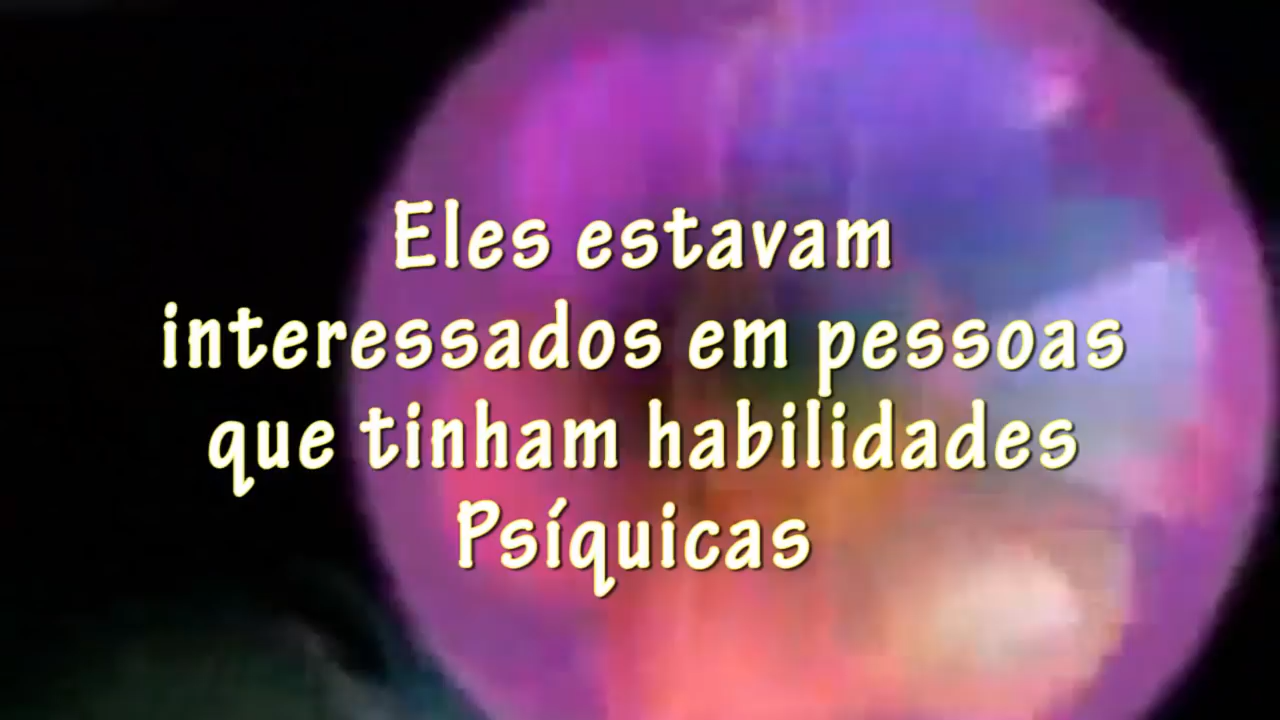 Eles estavam
interessados em pessoas
que tinham habilidades
Psíquicas